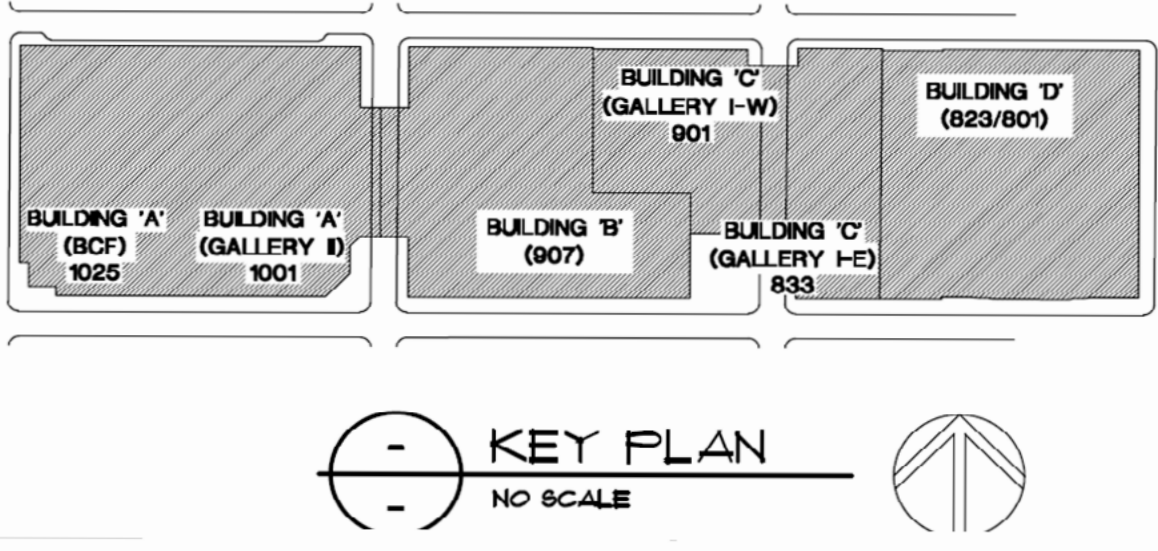 BUILDING 'C'
(GALLERY I-W)
901
BUILDING 'D'
(823/801)
BUILDING 'A'
(BCF)
1025
BUILDING 'A'
(GALLERY II)
1001
BUILDING 'B'
(907)
BUILDING 'C'
(GALLERY I-E)
833
-
KEY PLAN
-
NO SCALE